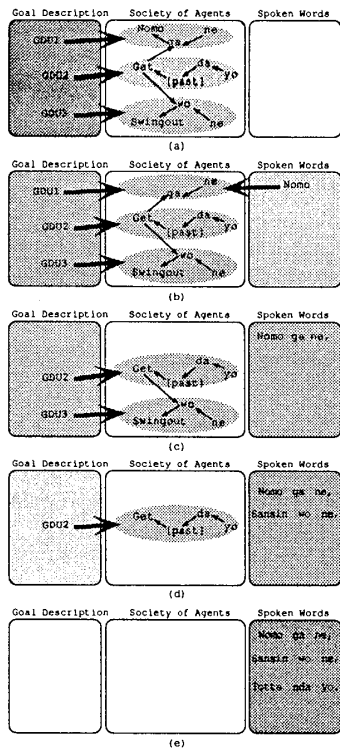 Goal Description Society of Agents Spoken Words
GDU1 Nomo ne
ga
GDU2 Get da
[past] yo
GDU3 wo
Swingout ne
(a)
Goal Description Society of Agents Spoken Words
GDU1 ne Nomo
ga
GDU2 Get da
[past] yo
GDU3 wo
Swingout ne
(b)
Goal Description Society of Agents Spoken Words
Nomo ga ne,
GDU2 Get da
[past] yo
GDU3 wo
Swingout ne
(c)
Goal Description Society of Agents Spoken Words
Nomo ga ne,
GDU2 Get da Sansin wo ne,
[past] yo
(d)
Goal Description Society of Agents Spoken Words
Nomo ga ne,
Sansin wo ne,
Totta nda yo.
(e)